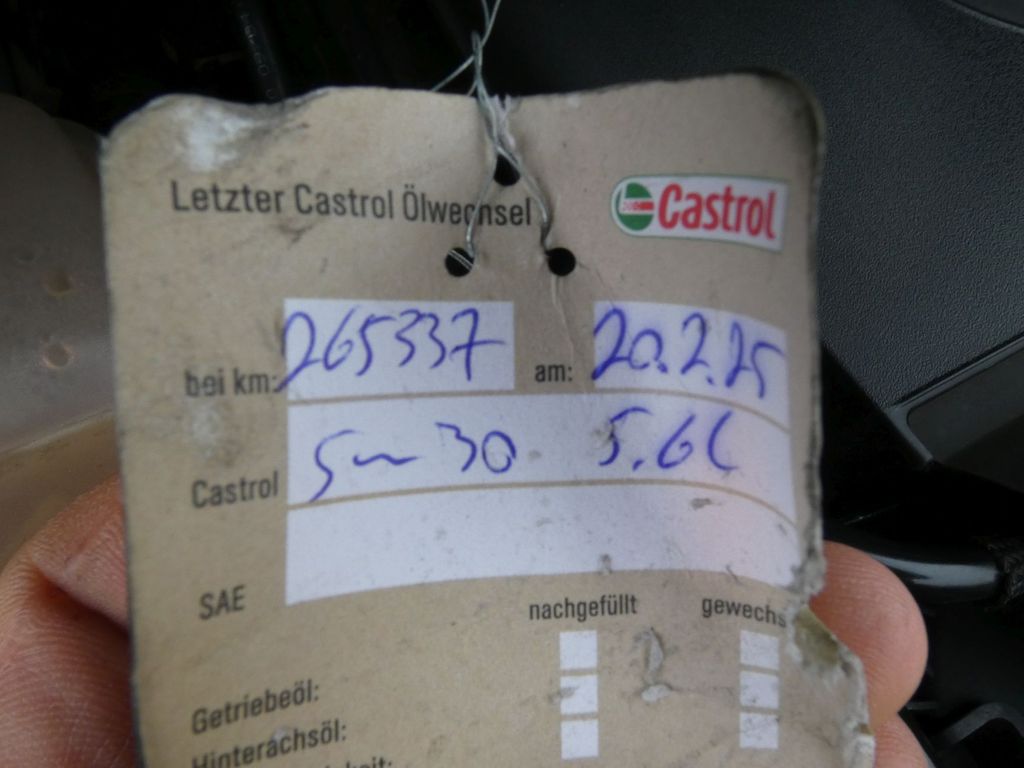 Letzter Castrol Ölwechsel
Castrol
bei km: 265337 am: 20.2.25
Castrol 5w30 5.6L
SAE
nachgefüllt gewechs
Getriebeöl:
Hinterachsöl: